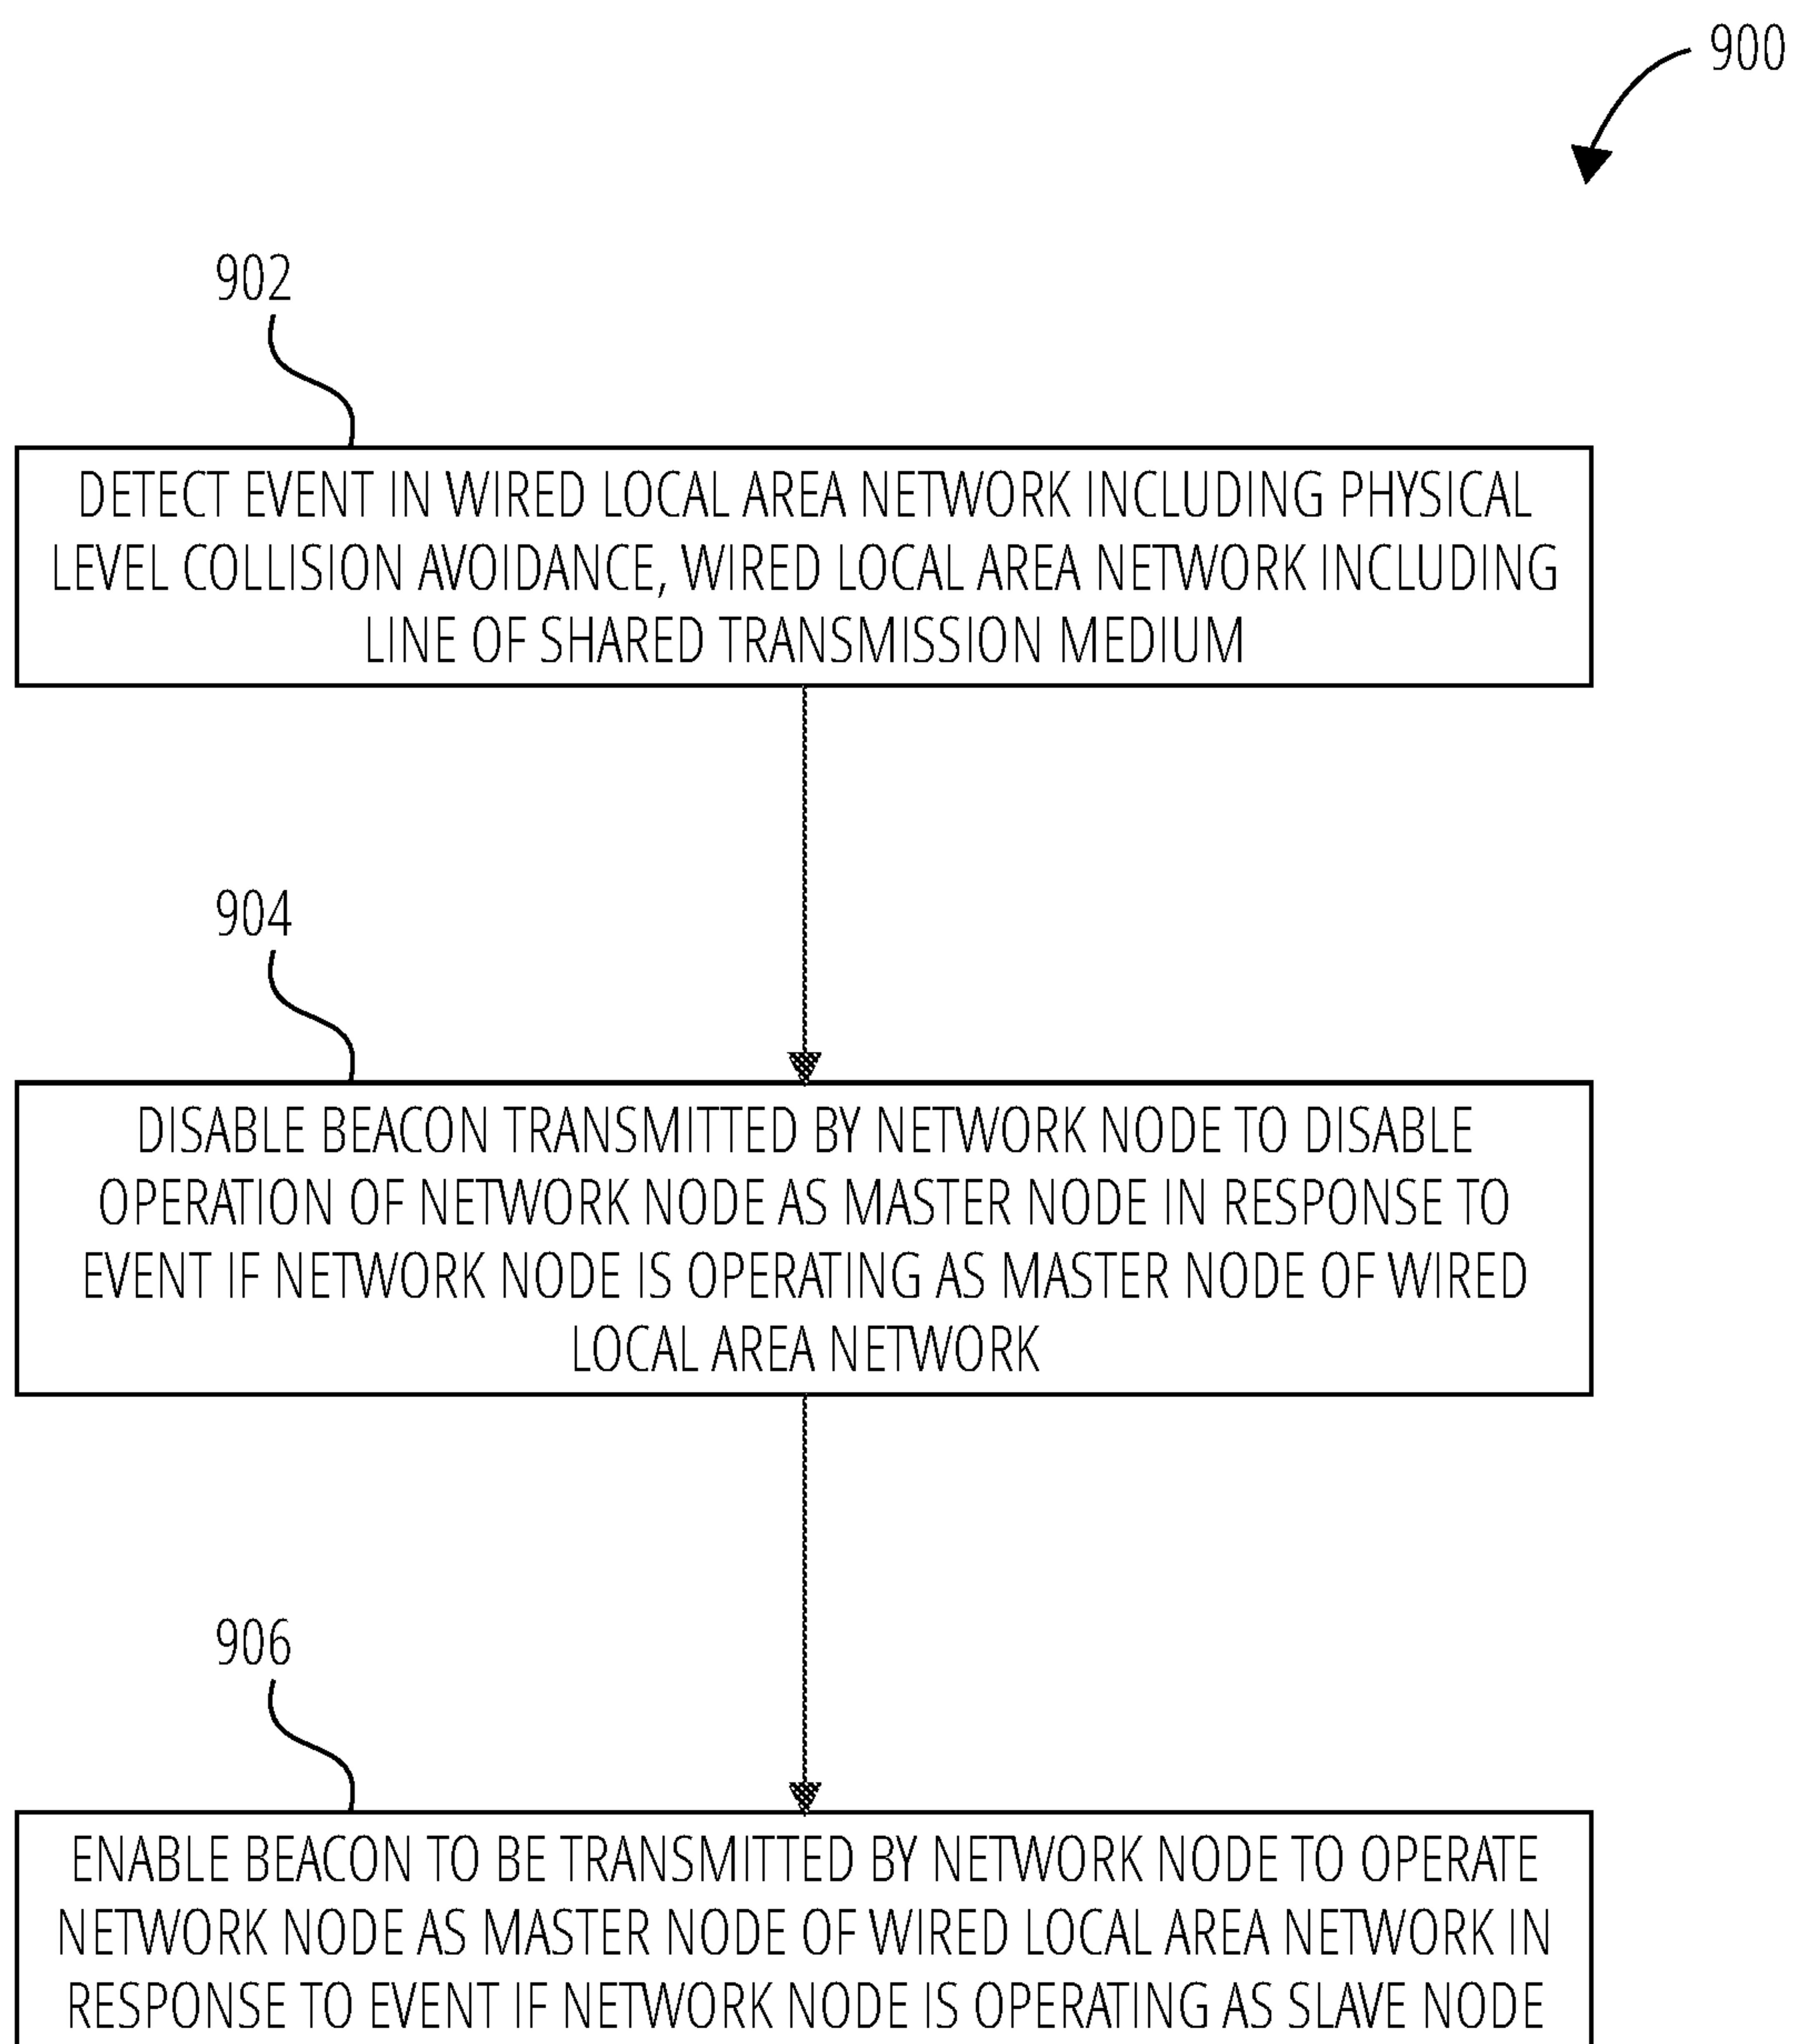 900
902
DETECT EVENT IN WIRED LOCAL AREA NETWORK INCLUDING PHYSICAL
LEVEL COLLISION AVOIDANCE, WIRED LOCAL AREA NETWORK INCLUDING
LINE OF SHARED TRANSMISSION MEDIUM
904
DISABLE BEACON TRANSMITTED BY NETWORK NODE TO DISABLE
OPERATION OF NETWORK NODE AS MASTER NODE IN RESPONSE TO
EVENT IF NETWORK NODE IS OPERATING AS MASTER NODE OF WIRED
LOCAL AREA NETWORK
906
ENABLE BEACON TO BE TRANSMITTED BY NETWORK NODE TO OPERATE
NETWORK NODE AS MASTER NODE OF WIRED LOCAL AREA NETWORK IN
RESPONSE TO EVENT IF NETWORK NODE IS OPERATING AS SLAVE NODE